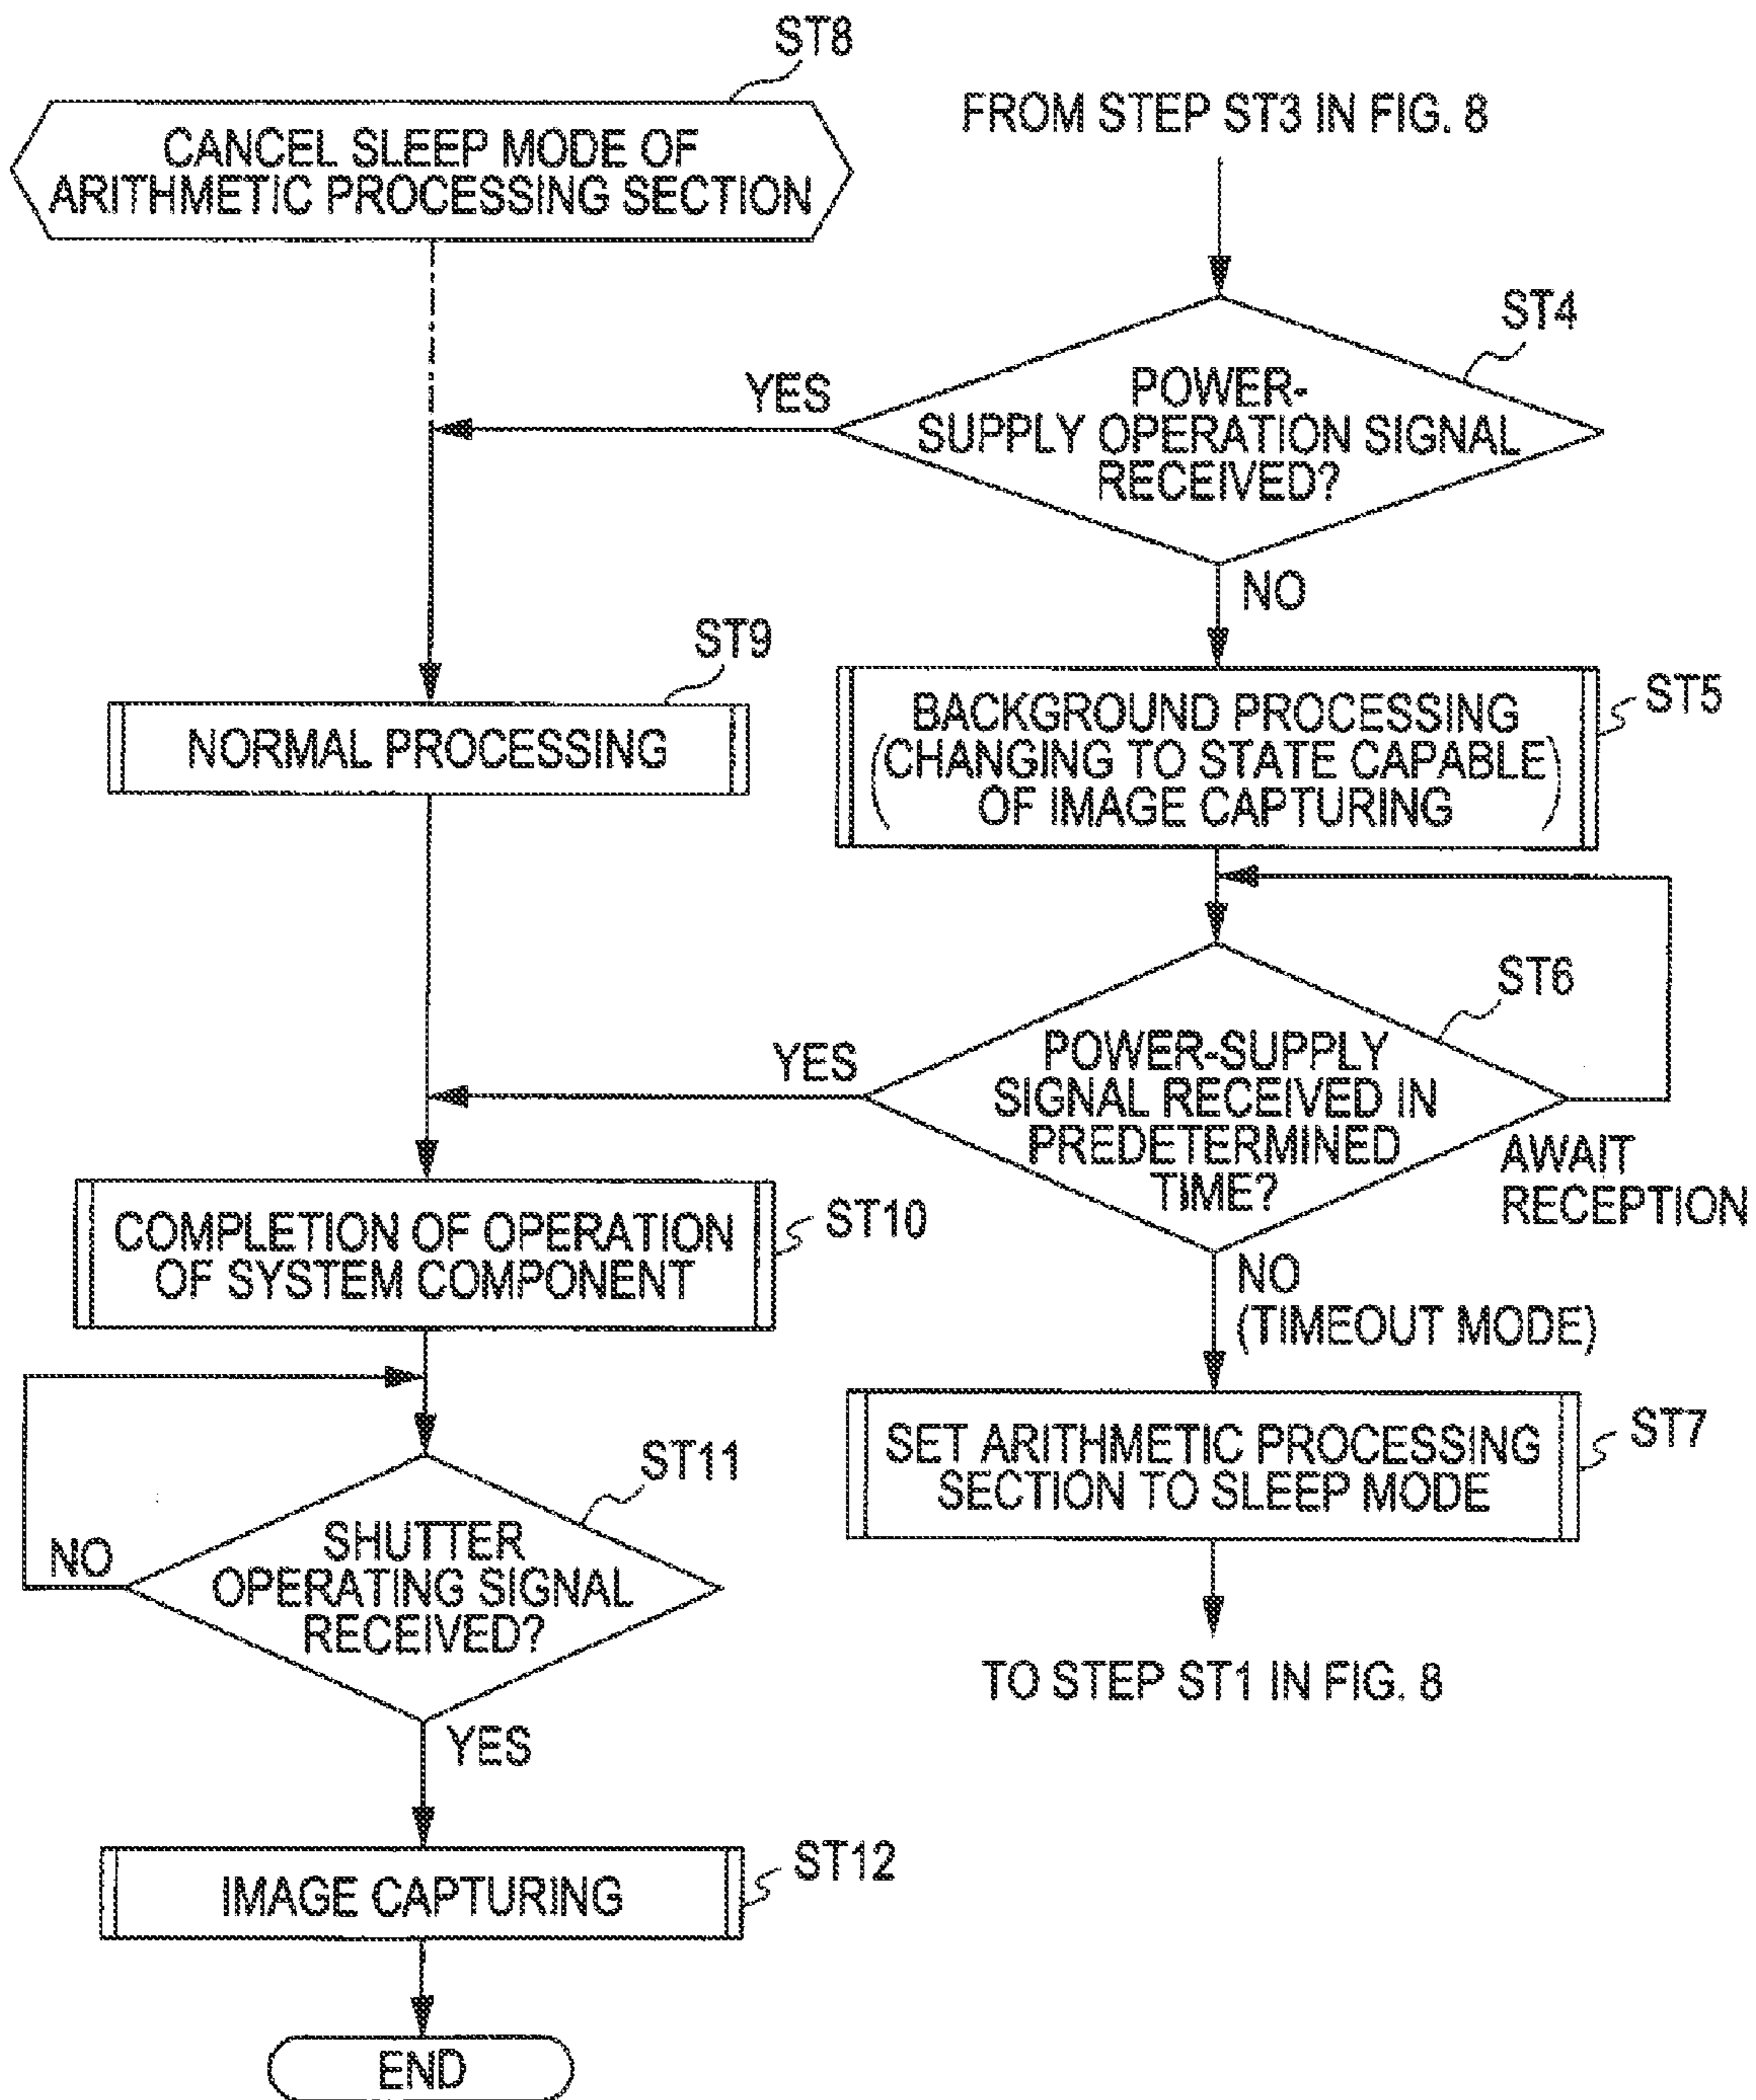 ST8
CANCEL SLEEP MODE OF
ARITHMETIC PROCESSING SECTION
FROM STEP ST3 IN FIG. 8
ST4
POWER-
SUPPLY OPERATION SIGNAL
RECEIVED?
YES
NO
ST9
NORMAL PROCESSING
ST5
BACKGROUND PROCESSING
(CHANGING TO STATE CAPABLE
OF IMAGE CAPTURING)
ST6
POWER-SUPPLY
SIGNAL RECEIVED IN
PREDETERMINED
TIME?
YES
AWAIT
RECEPTION
NO
(TIMEOUT MODE)
ST10
COMPLETION OF OPERATION
OF SYSTEM COMPONENT
ST7
SET ARITHMETIC PROCESSING
SECTION TO SLEEP MODE
TO STEP ST1 IN FIG. 8
ST11
SHUTTER
OPERATING SIGNAL
RECEIVED?
NO
YES
ST12
IMAGE CAPTURING
END